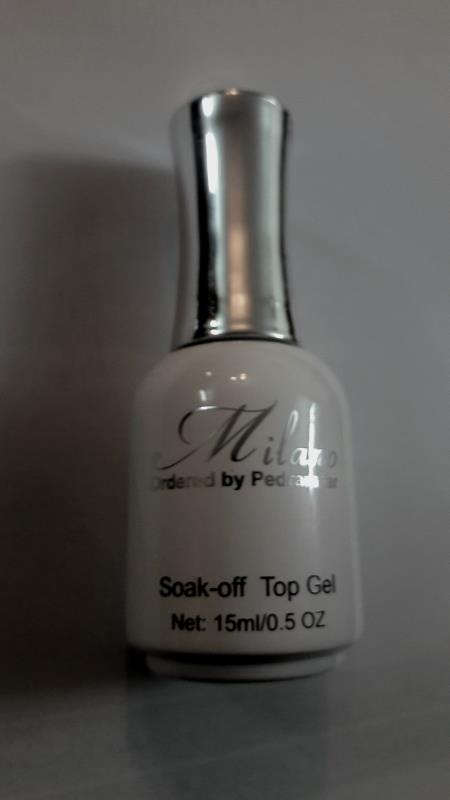 Milano
Ordered by
Soak-off Top Gel
Net: 15ml/0.5 OZ